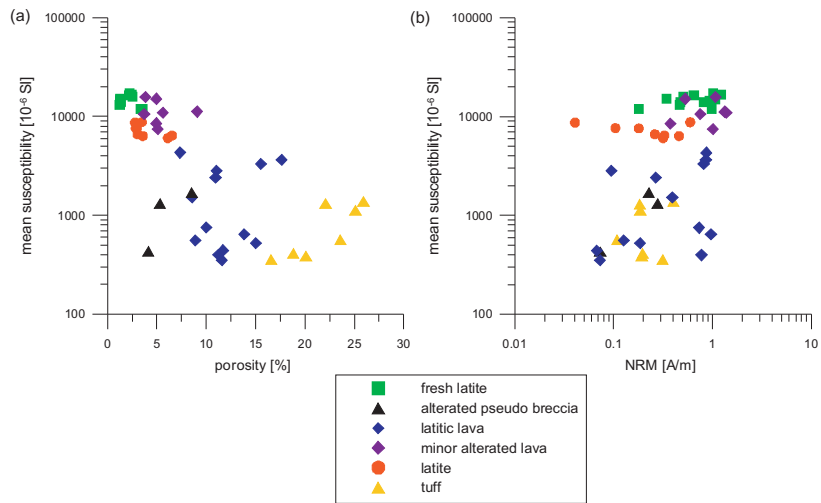 (a)
(b)
mean susceptibility [10⁻⁶ SI]
100000
10000
1000
100
0
5
10
15
20
25
30
porosity [%]
mean susceptibility [10⁻⁶ SI]
100000
10000
1000
100
0.01
0.1
1
10
NRM [A/m]
fresh latite
alterated pseudo breccia
latitic lava
minor alterated lava
latite
tuff